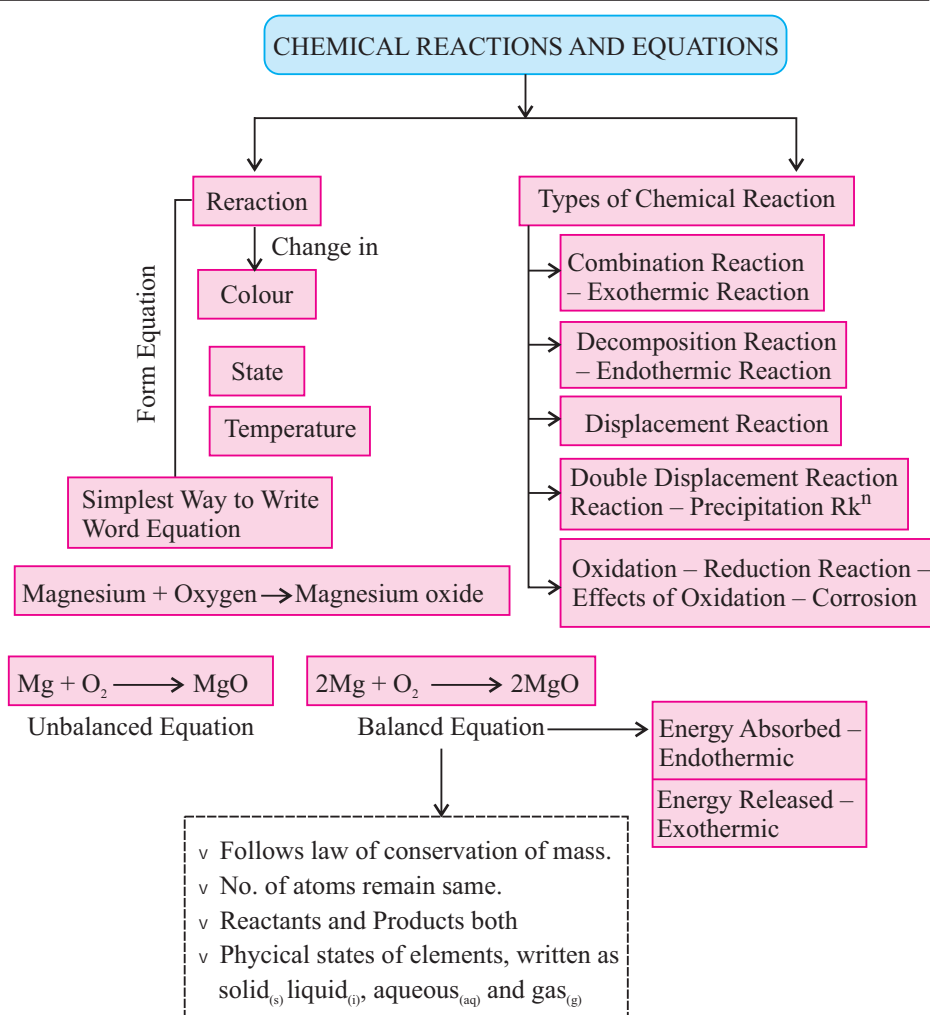 CHEMICAL REACTIONS AND EQUATIONS
Reraction
Change in
Colour
State
Temperature
Form Equation
Simplest Way to Write
Word Equation
Magnesium + Oxygen → Magnesium oxide
Mg + O₂ → MgO
Unbalanced Equation
2Mg + O₂ → 2MgO
Balancd Equation
Energy Absorbed –
Endothermic
Energy Released –
Exothermic
v Follows law of conservation of mass.
v No. of atoms remain same.
v Reactants and Products both
v Phycical states of elements, written as
solid(s) liquid(i), aqueous(aq) and gas(g)
Types of Chemical Reaction
Combination Reaction
– Exothermic Reaction
Decomposition Reaction
– Endothermic Reaction
Displacement Reaction
Double Displacement Reaction
Reaction – Precipitation Rkⁿ
Oxidation – Reduction Reaction –
Effects of Oxidation – Corrosion